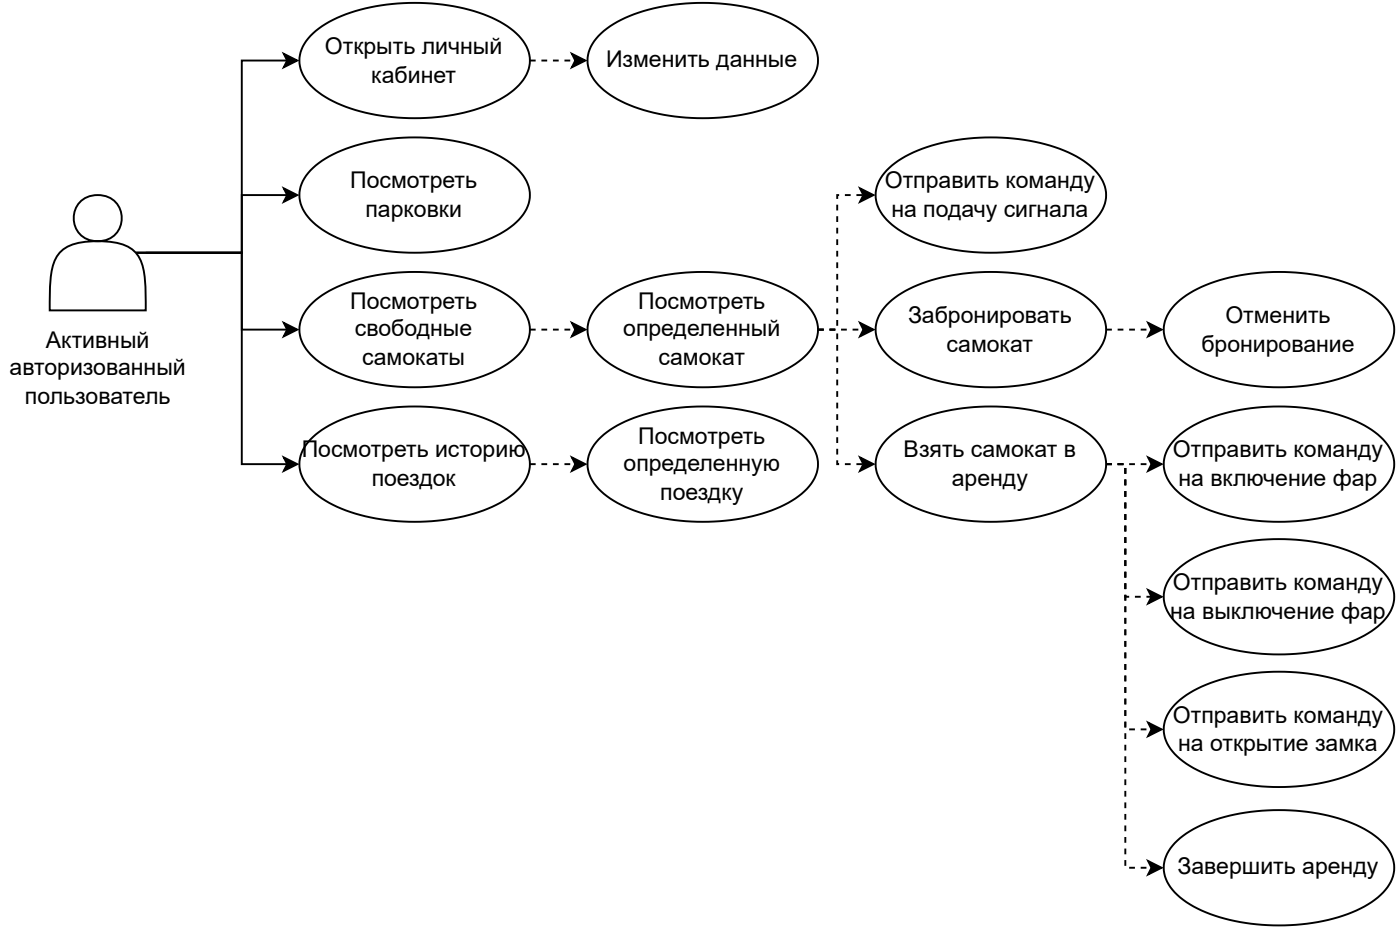 Открыть личный
кабинет
Изменить данные
Посмотреть
парковки
Отправить команду
на подачу сигнала
Активный
авторизованный
пользователь
Посмотреть
свободные
самокаты
Посмотреть
определенный
самокат
Забронировать
самокат
Отменить
бронирование
Посмотреть историю
поездок
Посмотреть
определенную
поездку
Взять самокат в
аренду
Отправить команду
на включение фар
Отправить команду
на выключение фар
Отправить команду
на открытие замка
Завершить аренду